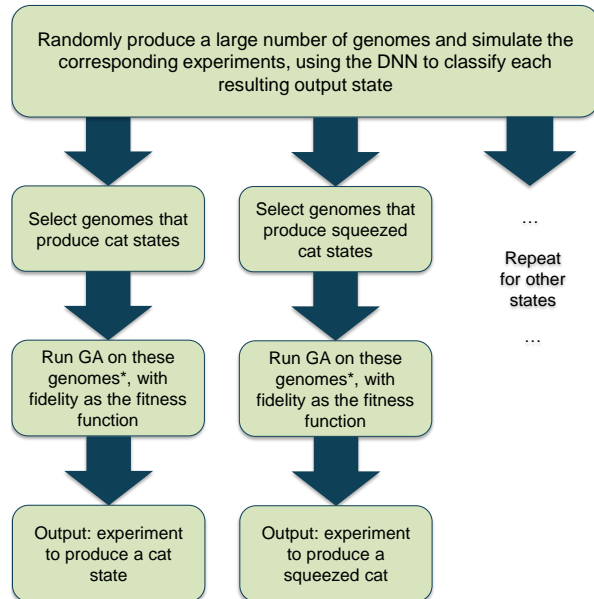 Randomly produce a large number of genomes and simulate the
corresponding experiments, using the DNN to classify each
resulting output state
Select genomes that
produce cat states
Select genomes that
produce squeezed
cat states
...
Repeat
for other
states
...
Run GA on these
genomes*, with
fidelity as the fitness
function
Run GA on these
genomes*, with
fidelity as the fitness
function
Output: experiment
to produce a cat
state
Output: experiment
to produce a
squeezed cat